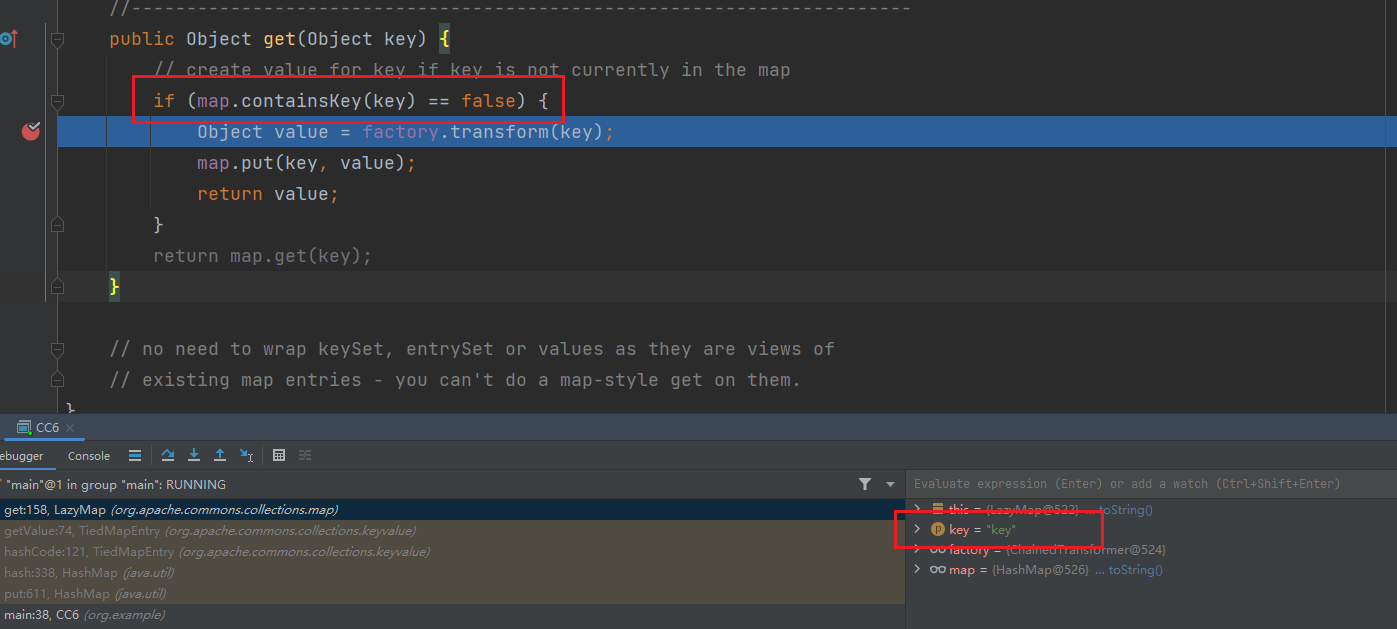 //-----------------------------------------------------------------------
public Object get(Object key) {
// create value for key if key is not currently in the map
if (map.containsKey(key) == false) {
Object value = factory.transform(key);
map.put(key, value);
return value;
}
return map.get(key);
}
// no need to wrap keySet, entrySet or values as they are views of
// existing map entries - you can't do a map-style get on them.
}
CC6
ebugger Console
"main"@1 in group "main": RUNNING
get:158, LazyMap (org.apache.commons.collections.map)
getValue:74, TiedMapEntry (org.apache.commons.collections.keyvalue)
hashCode:121, TiedMapEntry (org.apache.commons.collections.keyvalue)
hash:338, HashMap (java.util)
put:611, HashMap (java.util)
main:38, CC6 (org.example)
Evaluate expression (Enter) or add a watch (Ctrl+Shift+Enter)
this = {LazyMap@522} ... toString()
key = "key"
factory = {ChainedTransformer@524}
map = {HashMap@526} ... toString()